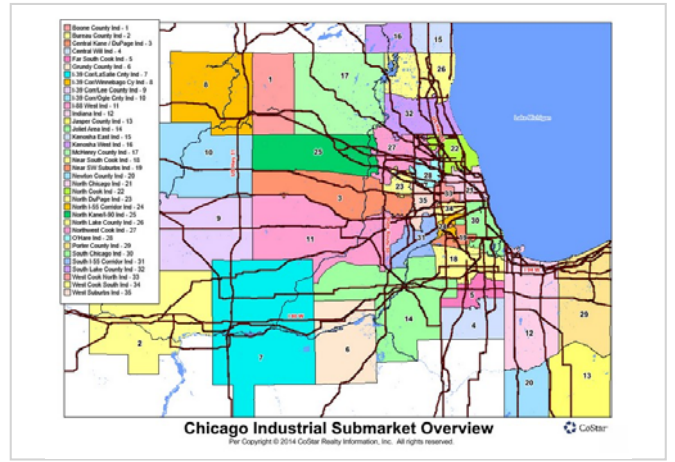 Boone County Ind - 1
Bureau County Ind - 2
Central Kane / DuPage Ind - 3
Central Will Ind - 4
Far South Cook Ind - 5
Grundy County Ind - 6
I-39 Corr/LaSalle Cnty Ind - 7
I-39 Corr/Winnebago Cy Ind - 8
I-39 Corr/Lee County Ind - 9
I-39 Corr/Ogle Cnty Ind - 10
I-88 West Ind - 11
Indiana Ind - 12
Jasper County Ind - 13
Joliet Area Ind - 14
Kenosha East Ind - 15
Kenosha West Ind - 16
McHenry County Ind - 17
Near South Cook Ind - 18
Near SW Suburbs Ind - 19
Newton County Ind - 20
North Chicago Ind - 21
North Cook Ind - 22
North DuPage Ind - 23
North I-55 Corridor Ind - 24
North Kane/I-90 Ind - 25
North Lake County Ind - 26
Northwest Cook Ind - 27
O'Hare Ind - 28
Porter County Ind - 29
South Chicago Ind - 30
South I-55 Corridor Ind - 31
South Lake County Ind - 32
West Cook North Ind - 33
West Cook South Ind - 34
West Suburbs Ind - 35
16
15
8
1
17
26
Lake Michigan
32
10
25
27
22
28
23
3
35
9
11
31
30
18
5
14
4
12
29
2
7
6
20
13
Chicago Industrial Submarket Overview
Per Copyright © 2014 CoStar Realty Information, Inc. All rights reserved.
CoStar